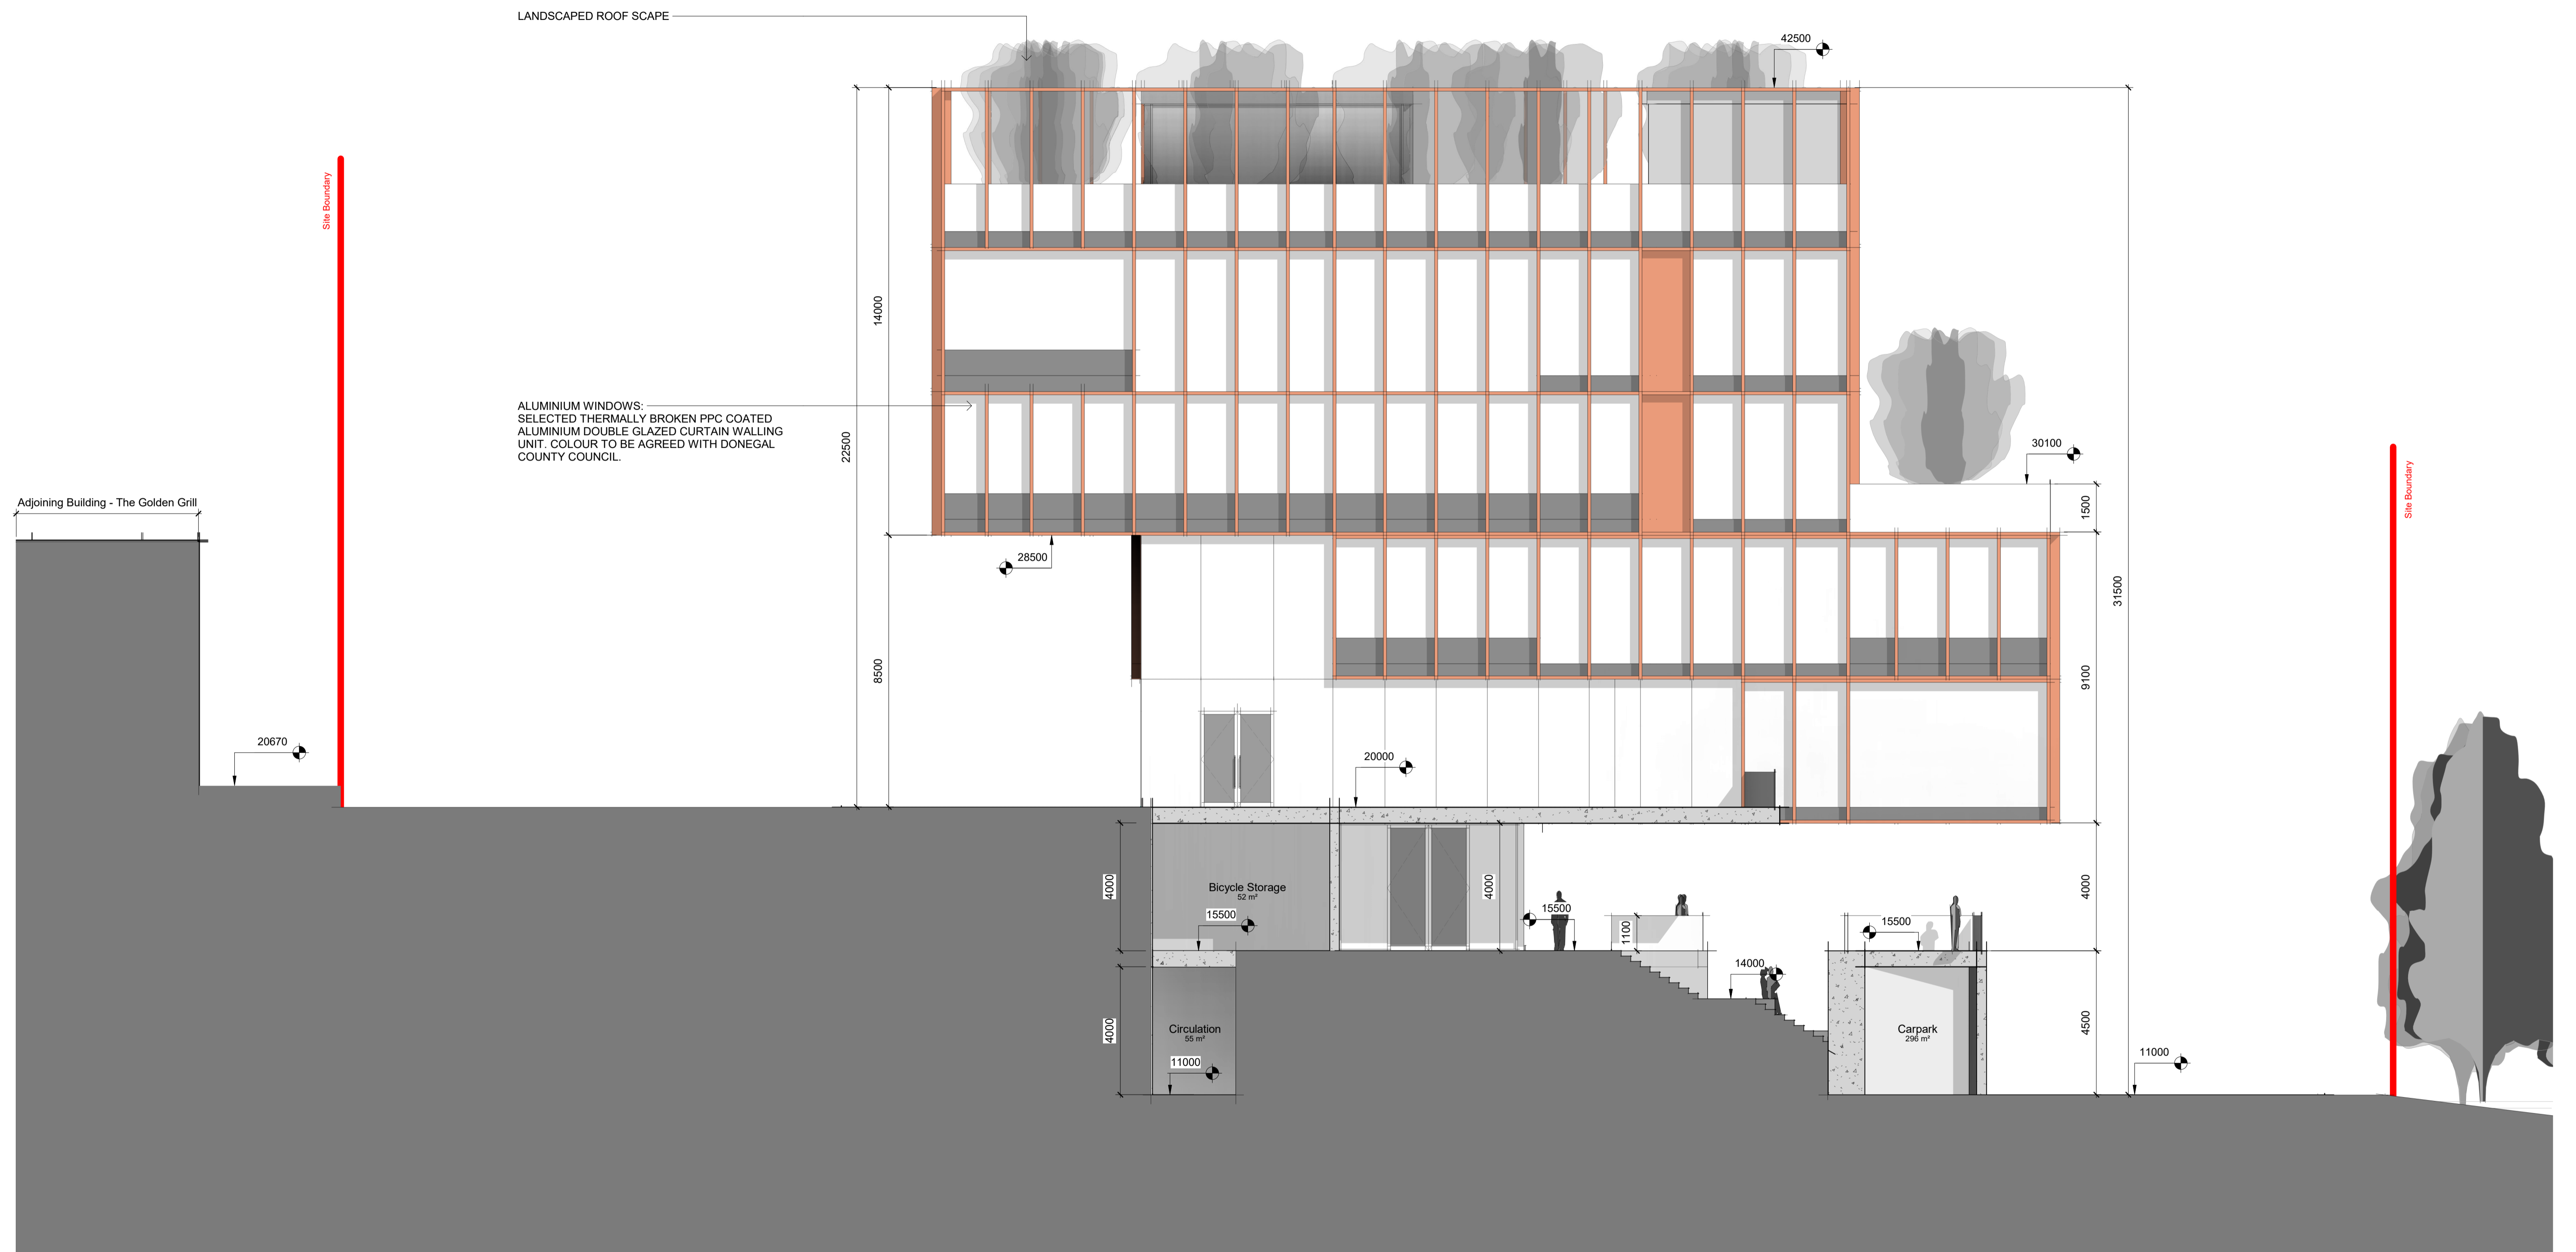 LANDSCAPED ROOF SCAPE
42500
Site Boundary
14000
22500
ALUMINIUM WINDOWS:
SELECTED THERMALLY BROKEN PPC COATED
ALUMINIUM DOUBLE GLAZED CURTAIN WALLING
UNIT. COLOUR TO BE AGREED WITH DONEGAL
COUNTY COUNCIL.
30100
Site Boundary
Adjoining Building - The Golden Grill
1500
28500
31500
8500
9100
20670
20000
4000
Bicycle Storage
52 m²
15500
4000
15500
1100
15500
4000
14000
4000
Circulation
55 m²
11000
Carpark
296 m²
4500
11000